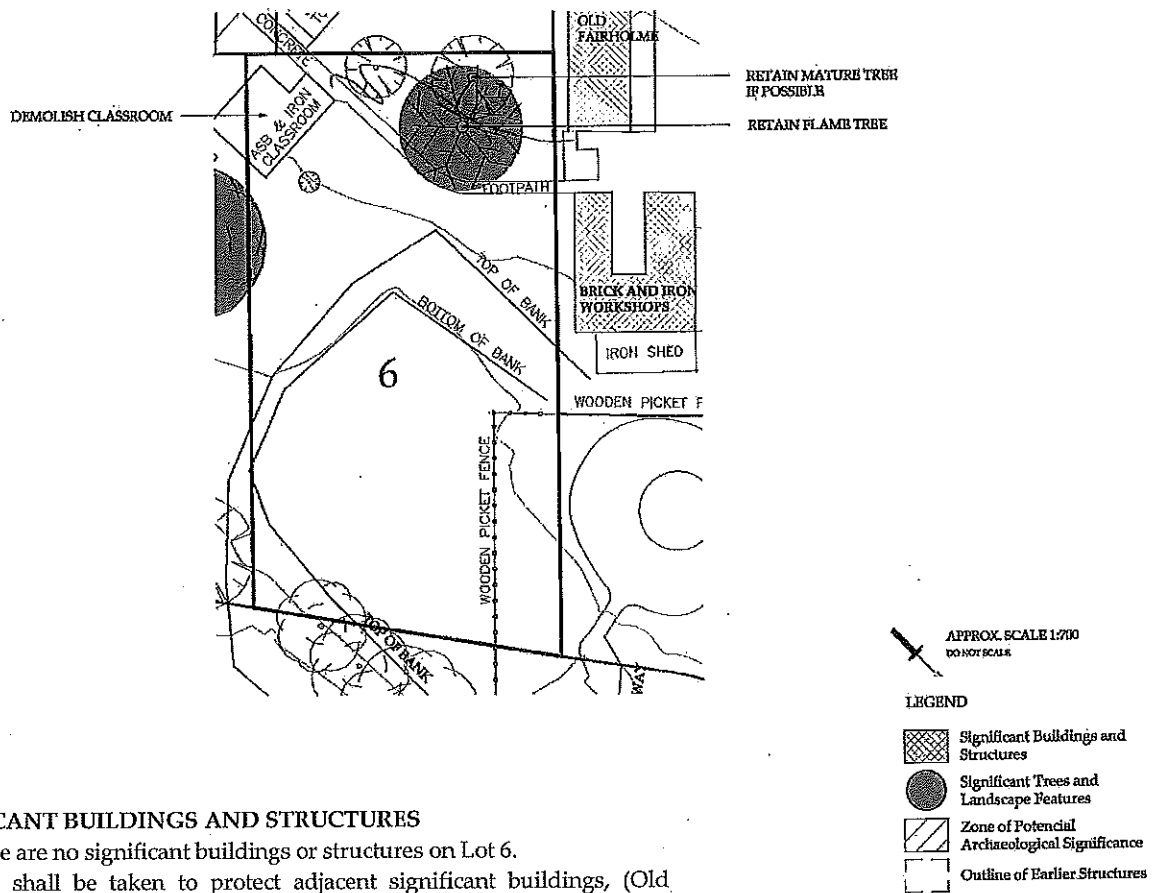 CONCRETE
TO
OLD
FAIRHOLME
RETAIN MATURE TREE
IF POSSIBLE
DEMOLISH CLASSROOM
ASB & IRON
CLASSROOM
RETAIN FLAME TREE
FOOTPATH
TOP OF BANK
BRICK AND IRON
WORKSHOPS
BOTTOM OF BANK
IRON SHED
6
WOODEN PICKET F
WOODEN PICKET FENCE
TOP OF BANK
WAY
APPROX. SCALE 1:700
DO NOT SCALE
LEGEND
Significant Buildings and
Structures
Significant Trees and
Landscape Features
Zone of Potencial
Archaeological Significance
Outline of Earlier Structures
CANT BUILDINGS AND STRUCTURES
e are no significant buildings or structures on Lot 6.
shall be taken to protect adjacent significant buildings, (Old